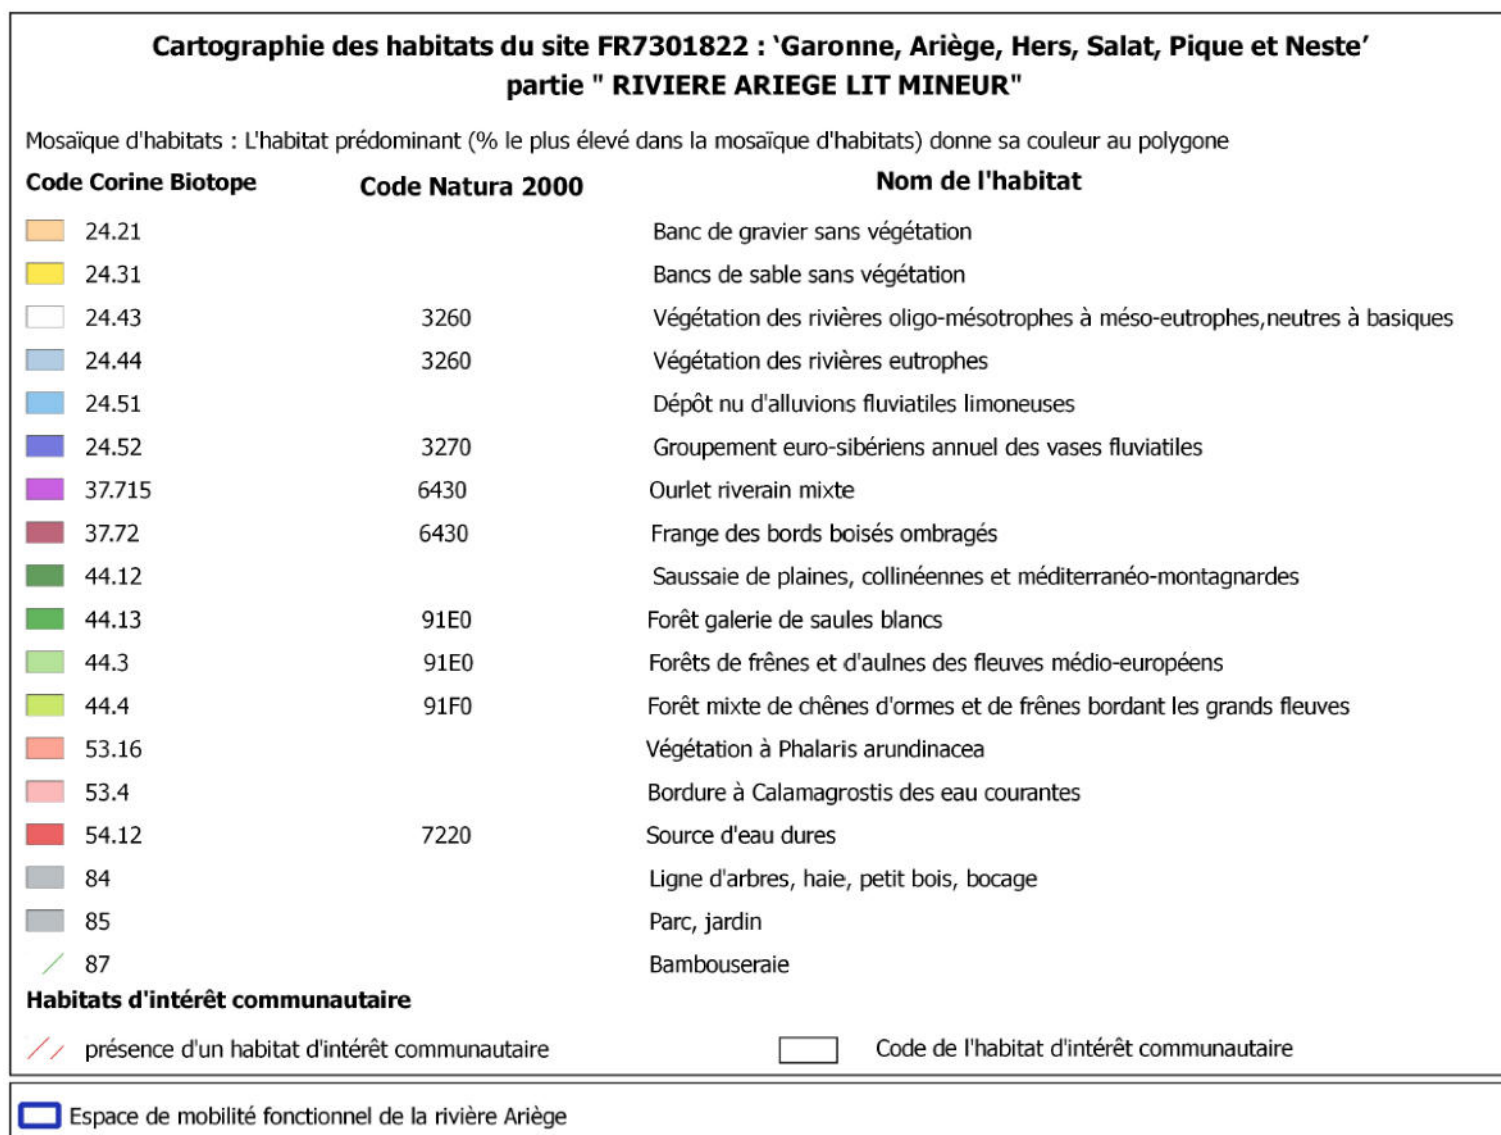 Cartographie des habitats du site FR7301822 : ‘Garonne, Ariège, Hers, Salat, Pique et Neste’
partie " RIVIERE ARIEGE LIT MINEUR"
Mosaïque d'habitats : L'habitat prédominant (% le plus élevé dans la mosaïque d'habitats) donne sa couleur au polygone
Code Corine Biotope Code Natura 2000 Nom de l'habitat
24.21 Banc de gravier sans végétation
24.31 Bancs de sable sans végétation
24.43 3260 Végétation des rivières oligo-mésotrophes à méso-eutrophes,neutres à basiques
24.44 3260 Végétation des rivières eutrophes
24.51 Dépôt nu d'alluvions fluviatiles limoneuses
24.52 3270 Groupement euro-sibériens annuel des vases fluviatiles
37.715 6430 Ourlet riverain mixte
37.72 6430 Frange des bords boisés ombragés
44.12 Saussaie de plaines, collinéennes et méditerranéo-montagnardes
44.13 91E0 Forêt galerie de saules blancs
44.3 91E0 Forêts de frênes et d'aulnes des fleuves médio-européens
44.4 91F0 Forêt mixte de chênes d'ormes et de frênes bordant les grands fleuves
53.16 Végétation à Phalaris arundinacea
53.4 Bordure à Calamagrostis des eau courantes
54.12 7220 Source d'eau dures
84 Ligne d'arbres, haie, petit bois, bocage
85 Parc, jardin
87 Bambouseraie
Habitats d'intérêt communautaire
présence d'un habitat d'intérêt communautaire Code de l'habitat d'intérêt communautaire
Espace de mobilité fonctionnel de la rivière Ariège